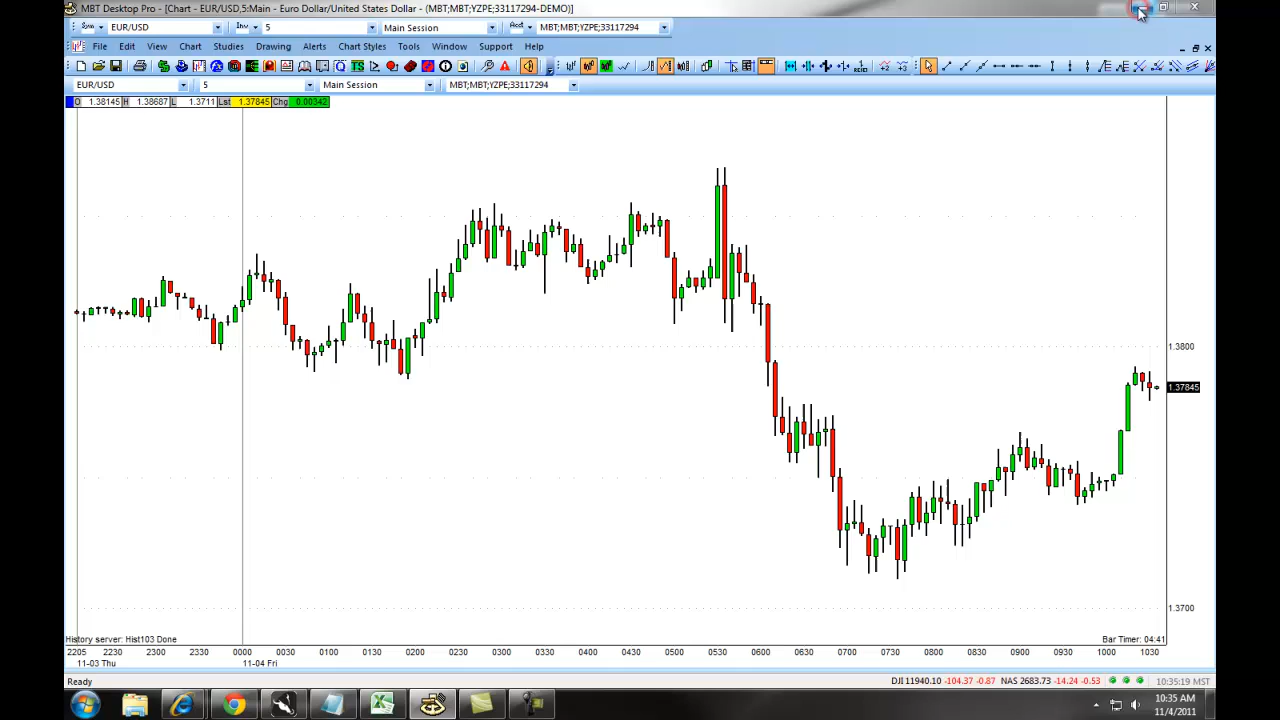 MBT Desktop Pro - [Chart - EUR/USD,5:Main - Euro Dollar/United States Dollar - (MBT;MBT;YZPE;33117294-DEMO)]
Sym EUR/USD Inv 5 Main Session Acct MBT;MBT;YZPE;33117294
File Edit View Chart Studies Drawing Alerts Chart Styles Tools Window Support Help
EUR/USD 5 Main Session MBT;MBT;YZPE;33117294
O 1.38145 H 1.38687 L 1.3711 Lst 1.37845 Chg 0.00342
1.3800
1.37845
1.3700
History server: Hist103 Done Bar Timer: 04:41
2205 2230 2300 2330 0000 0030 0100 0130 0200 0230 0300 0330 0400 0430 0500 0530 0600 0630 0700 0730 0800 0830 0900 0930 1000 1030
11-03 Thu 11-04 Fri
Ready DJI 11940.10 -104.37 -0.87 NAS 2683.73 -14.24 -0.53 10:35:19 MST
10:35 AM
11/4/2011